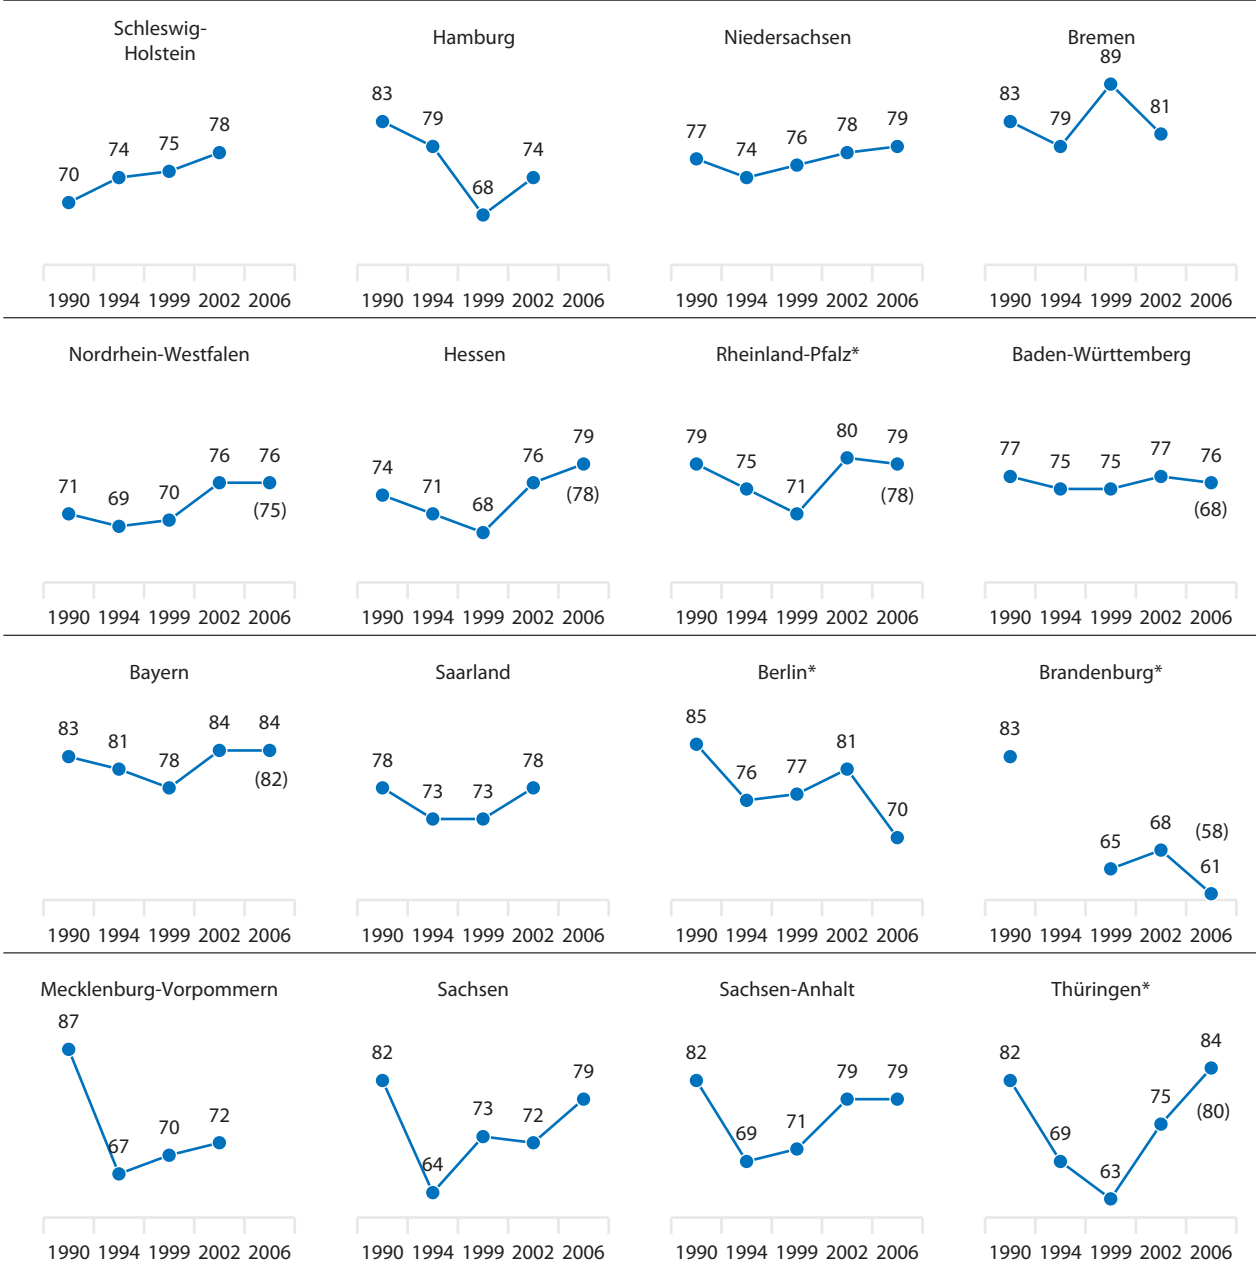 Schleswig-
Holstein
70
74
75
78
1990 1994 1999 2002 2006
Hamburg
83
79
68
74
1990 1994 1999 2002 2006
Niedersachsen
77
74
76
78
79
1990 1994 1999 2002 2006
Bremen
83
79
89
81
1990 1994 1999 2002 2006
Nordrhein-Westfalen
71
69
70
76
76
(75)
1990 1994 1999 2002 2006
Hessen
74
71
68
76
79
(78)
1990 1994 1999 2002 2006
Rheinland-Pfalz*
79
75
71
80
79
(78)
1990 1994 1999 2002 2006
Baden-Württemberg
77
75
75
77
76
(68)
1990 1994 1999 2002 2006
Bayern
83
81
78
84
84
(82)
1990 1994 1999 2002 2006
Saarland
78
73
73
78
1990 1994 1999 2002 2006
Berlin*
85
76
77
81
70
1990 1994 1999 2002 2006
Brandenburg*
83
65
68
(58)
61
1990 1994 1999 2002 2006
Mecklenburg-Vorpommern
87
67
70
72
1990 1994 1999 2002 2006
Sachsen
82
64
73
72
79
1990 1994 1999 2002 2006
Sachsen-Anhalt
82
69
71
79
79
1990 1994 1999 2002 2006
Thüringen*
82
69
63
75
84
(80)
1990 1994 1999 2002 2006